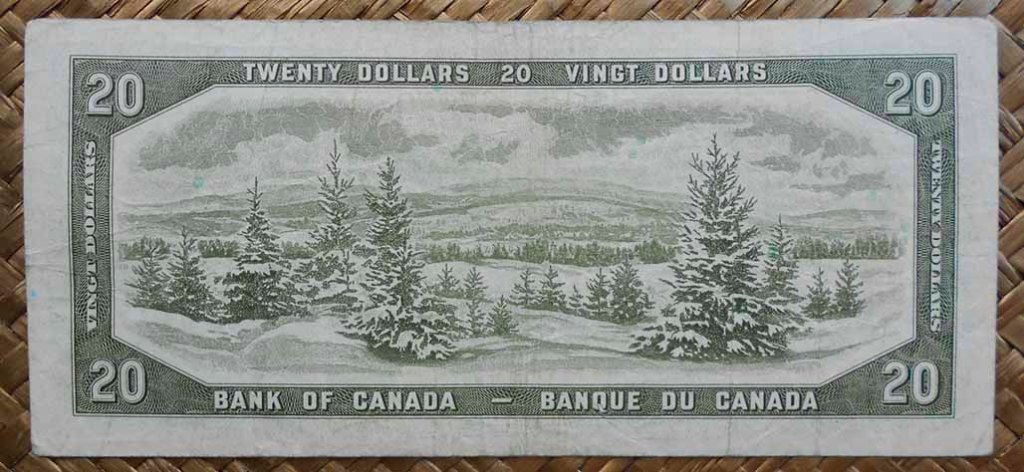 TWENTY DOLLARS 20 VINGT DOLLARS
20 20
VINGT DOLLARS
TWENTY DOLLARS
20 20
BANK OF CANADA — BANQUE DU CANADA